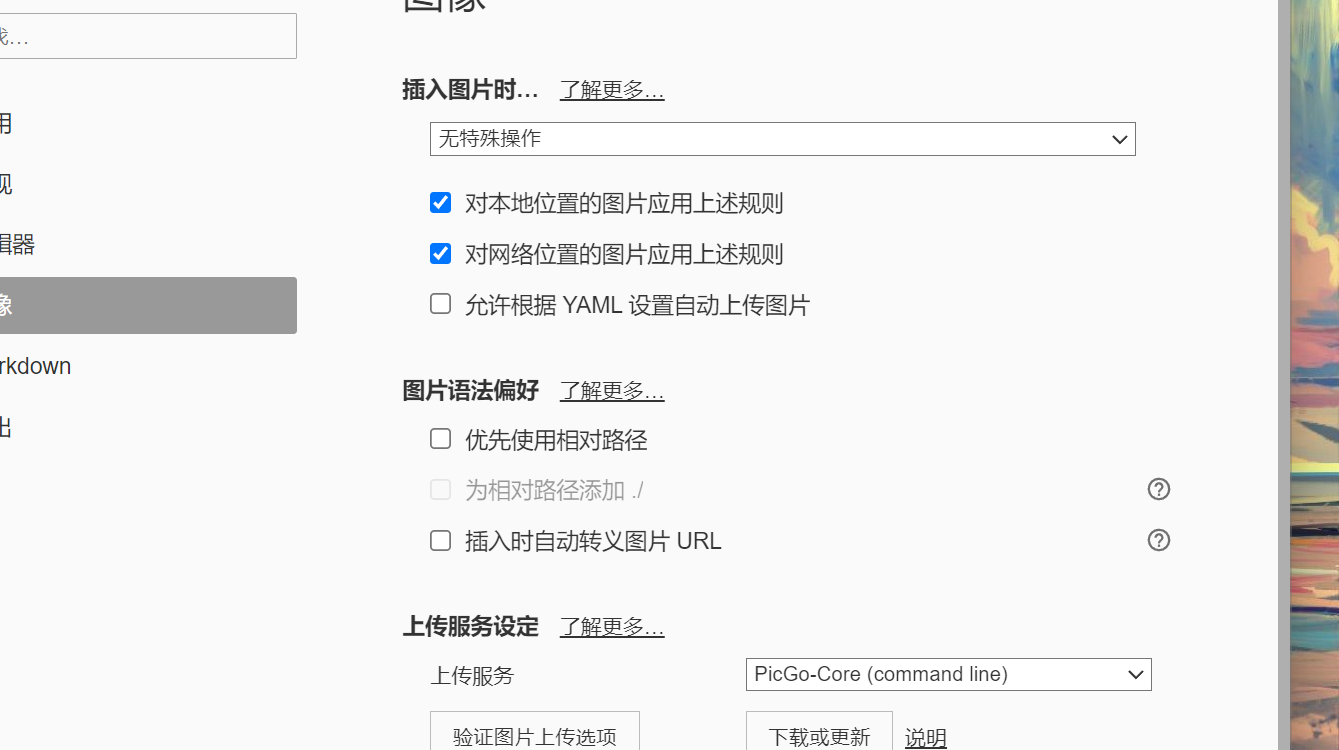 图像
找…
插入图片时… 了解更多…
用
无特殊操作
观
对本地位置的图片应用上述规则
辑器
对网络位置的图片应用上述规则
像
允许根据 YAML 设置自动上传图片
rkdown
图片语法偏好 了解更多…
出
优先使用相对路径
为相对路径添加 ./
插入时自动转义图片 URL
上传服务设定 了解更多…
上传服务 PicGo-Core (command line)
验证图片上传选项 下载或更新 说明